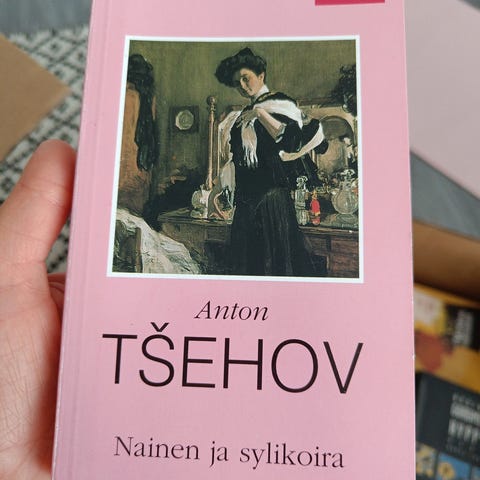 Anton
TŠEHOV
Nainen ja sylikoira